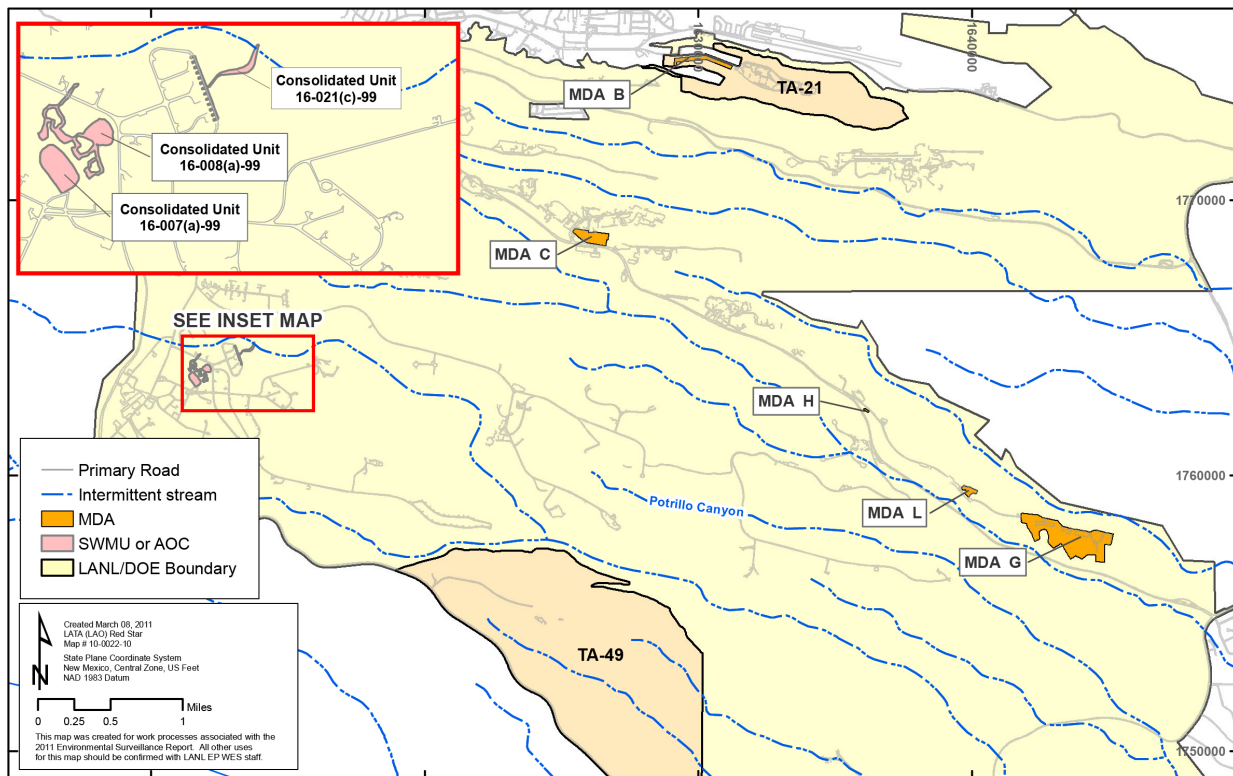 Consolidated Unit
16-021(c)-99
Consolidated Unit
16-008(a)-99
Consolidated Unit
16-007(a)-99
1630000
1640000
MDA B
TA-21
1770000
MDA C
SEE INSET MAP
MDA H
1760000
Potrillo Canyon
MDA L
MDA G
Primary Road
Intermittent stream
MDA
SWMU or AOC
LANL/DOE Boundary
TA-49
Created March 08, 2011
LATA (LAO) Red Star
Map # 10-0022-10
State Plane Coordinate System
New Mexico, Central Zone, US Feet
NAD 1983 Datum
N
Miles
0 0.25 0.5 1
This map was created for work processes associated with the
2011 Environmental Surveillance Report. All other uses
for this map should be confirmed with LANL EP WES staff.
1750000